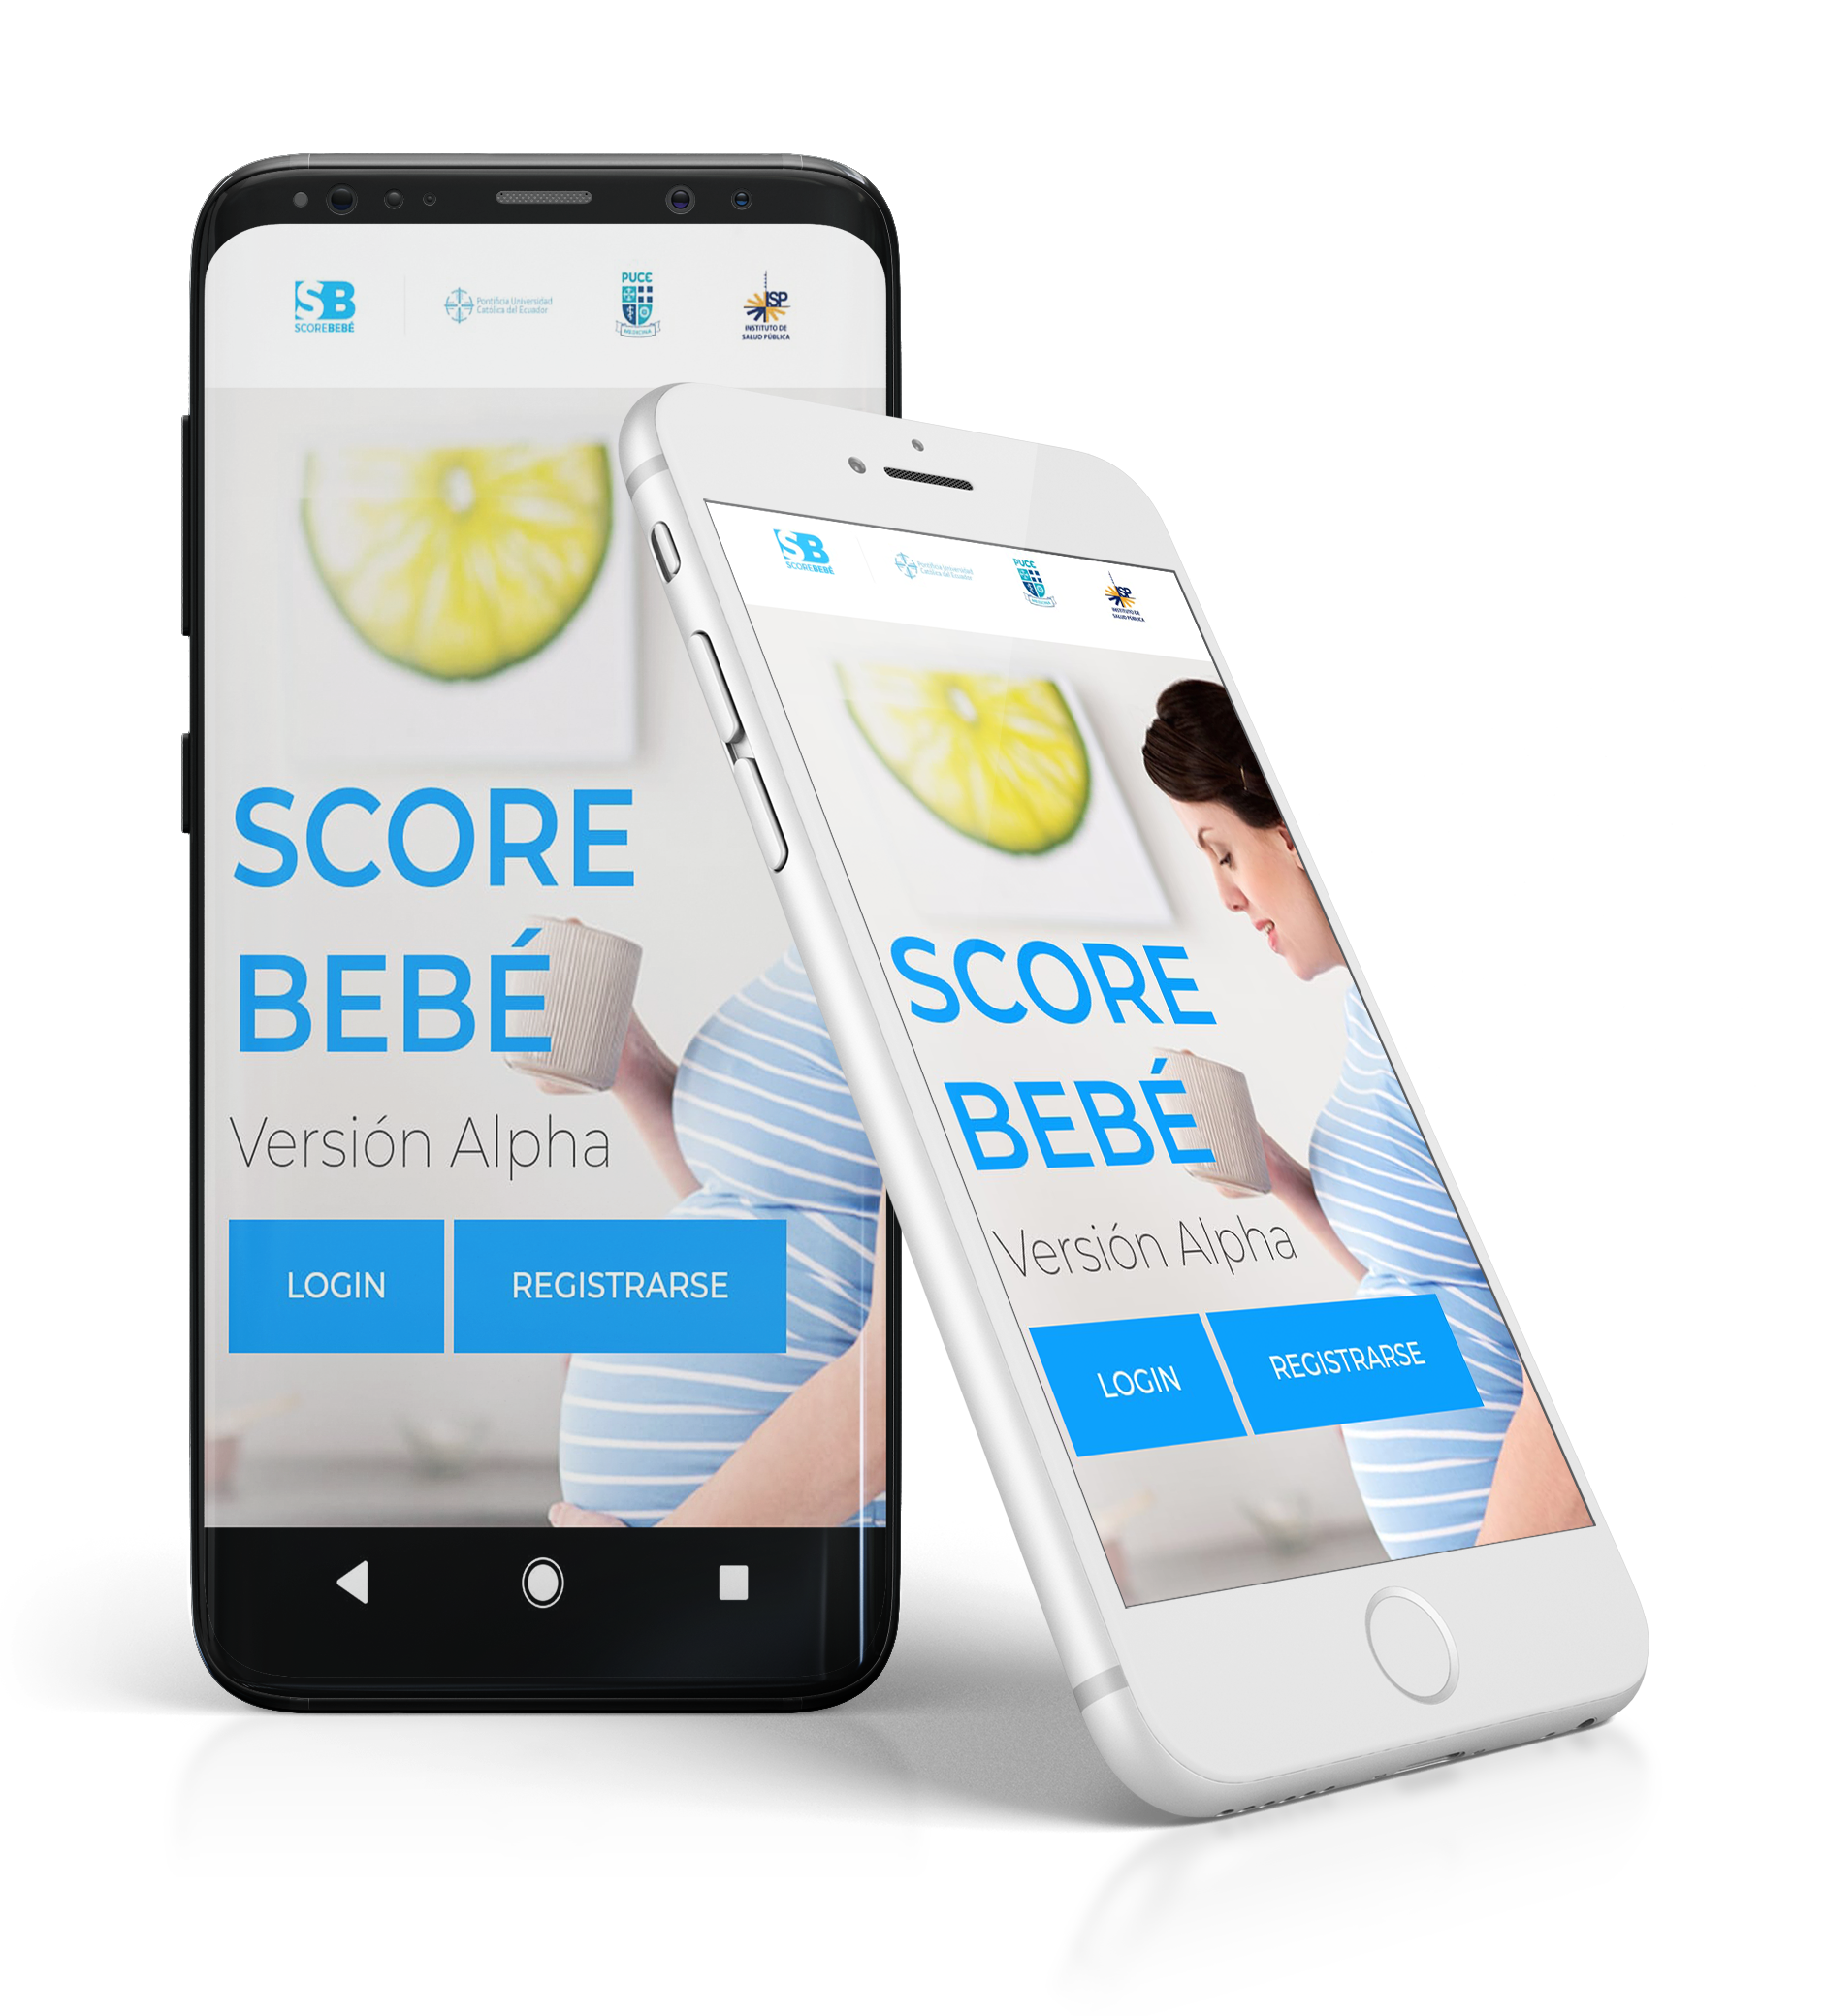 SB
SCOREBEBÉ
Pontificia Universidad
Católica del Ecuador
PUCE
MEDICINA
ISP
INSTITUTO DE
SALUD PÚBLICA
SCORE
BEBÉ
Versión Alpha
LOGIN
REGISTRARSE
SB
SCOREBEBÉ
Pontificia Universidad
Católica del Ecuador
PUCE
MEDICINA
ISP
INSTITUTO DE
SALUD PÚBLICA
SCORE
BEBÉ
Versión Alpha
LOGIN
REGISTRARSE